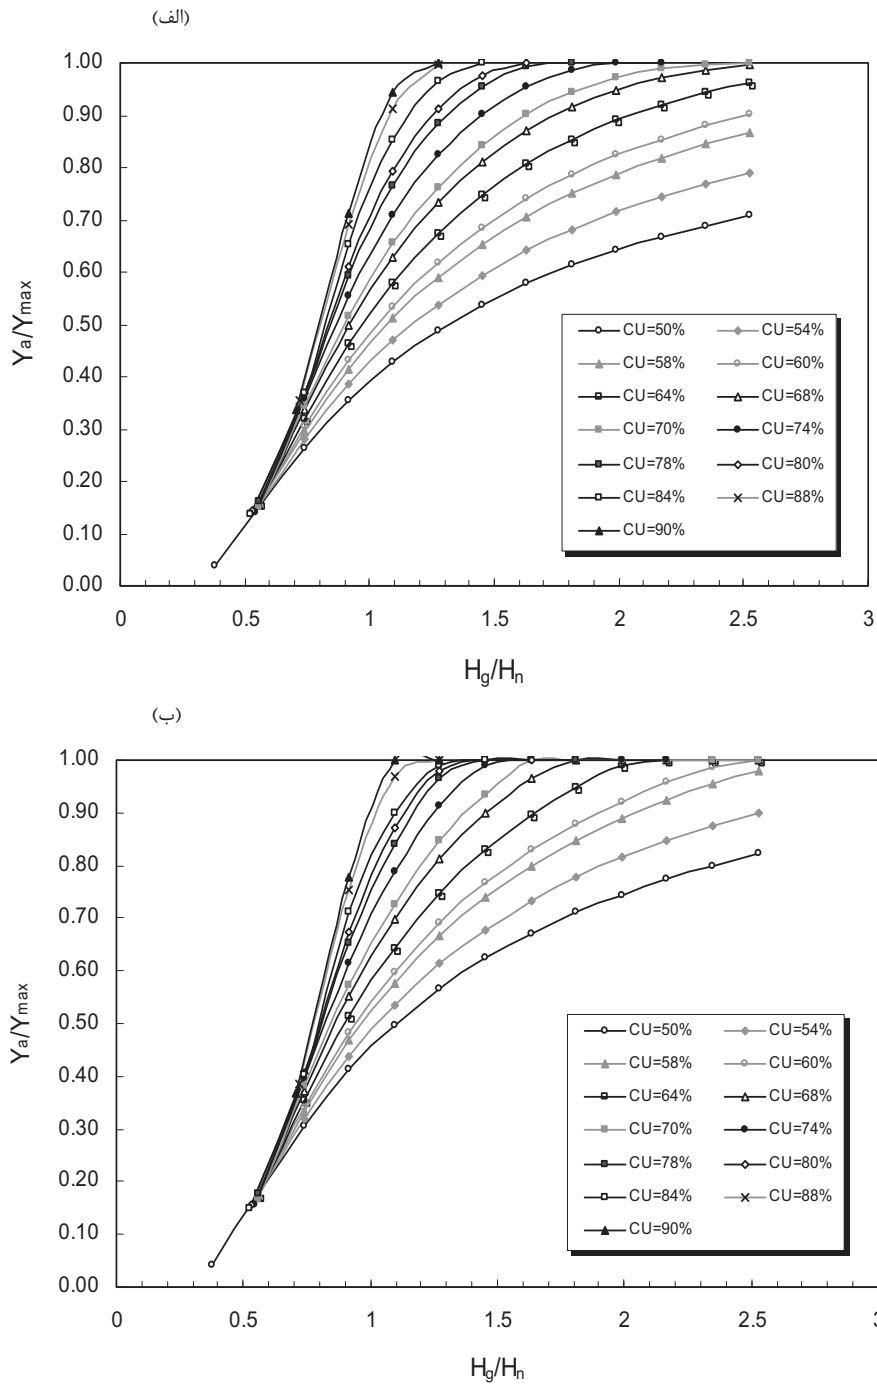 (الف)
1.00
0.90
0.80
0.70
0.60
0.50
0.40
0.30
0.20
0.10
0.00
Ya/Ymax
0 0.5 1 1.5 2 2.5 3
Hg/Hn
CU=50% CU=54%
CU=58% CU=60%
CU=64% CU=68%
CU=70% CU=74%
CU=78% CU=80%
CU=84% CU=88%
CU=90%
(ب)
1.00
0.90
0.80
0.70
0.60
0.50
0.40
0.30
0.20
0.10
0.00
Ya/Ymax
0 0.5 1 1.5 2 2.5
Hg/Hn
CU=50% CU=54%
CU=58% CU=60%
CU=64% CU=68%
CU=70% CU=74%
CU=78% CU=80%
CU=84% CU=88%
CU=90%